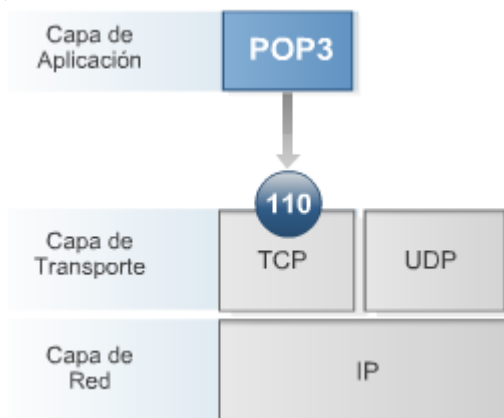 Capa de
Aplicación
POP3
110
Capa de
Transporte
TCP
UDP
Capa de
Red
IP